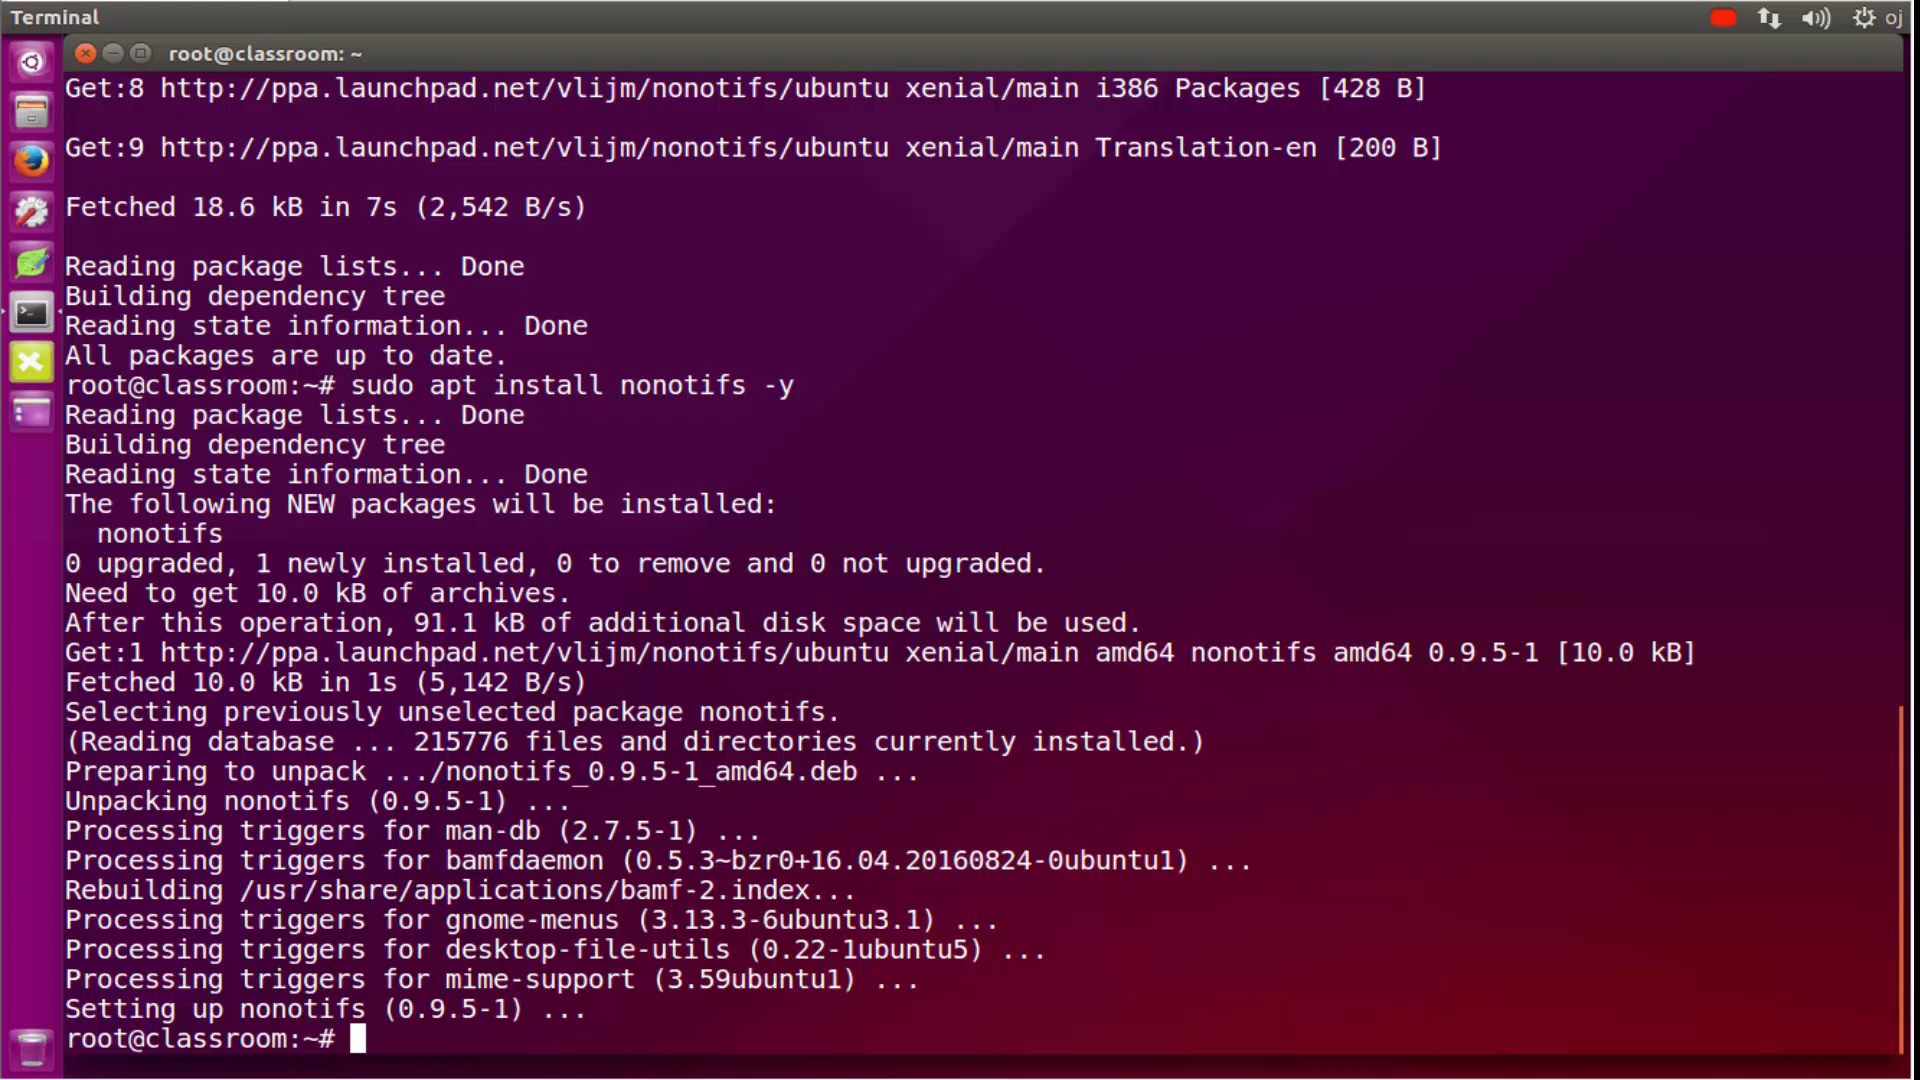 Terminal
oj
root@classroom: ~
Get:8 http://ppa.launchpad.net/vlijm/nonotifs/ubuntu xenial/main i386 Packages [428 B]
Get:9 http://ppa.launchpad.net/vlijm/nonotifs/ubuntu xenial/main Translation-en [200 B]
Fetched 18.6 kB in 7s (2,542 B/s)
Reading package lists... Done
Building dependency tree
Reading state information... Done
All packages are up to date.
root@classroom:~# sudo apt install nonotifs -y
Reading package lists... Done
Building dependency tree
Reading state information... Done
The following NEW packages will be installed:
  nonotifs
0 upgraded, 1 newly installed, 0 to remove and 0 not upgraded.
Need to get 10.0 kB of archives.
After this operation, 91.1 kB of additional disk space will be used.
Get:1 http://ppa.launchpad.net/vlijm/nonotifs/ubuntu xenial/main amd64 nonotifs amd64 0.9.5-1 [10.0 kB]
Fetched 10.0 kB in 1s (5,142 B/s)
Selecting previously unselected package nonotifs.
(Reading database ... 215776 files and directories currently installed.)
Preparing to unpack .../nonotifs_0.9.5-1_amd64.deb ...
Unpacking nonotifs (0.9.5-1) ...
Processing triggers for man-db (2.7.5-1) ...
Processing triggers for bamfdaemon (0.5.3~bzr0+16.04.20160824-0ubuntu1) ...
Rebuilding /usr/share/applications/bamf-2.index...
Processing triggers for gnome-menus (3.13.3-6ubuntu3.1) ...
Processing triggers for desktop-file-utils (0.22-1ubuntu5) ...
Processing triggers for mime-support (3.59ubuntu1) ...
Setting up nonotifs (0.9.5-1) ...
root@classroom:~#